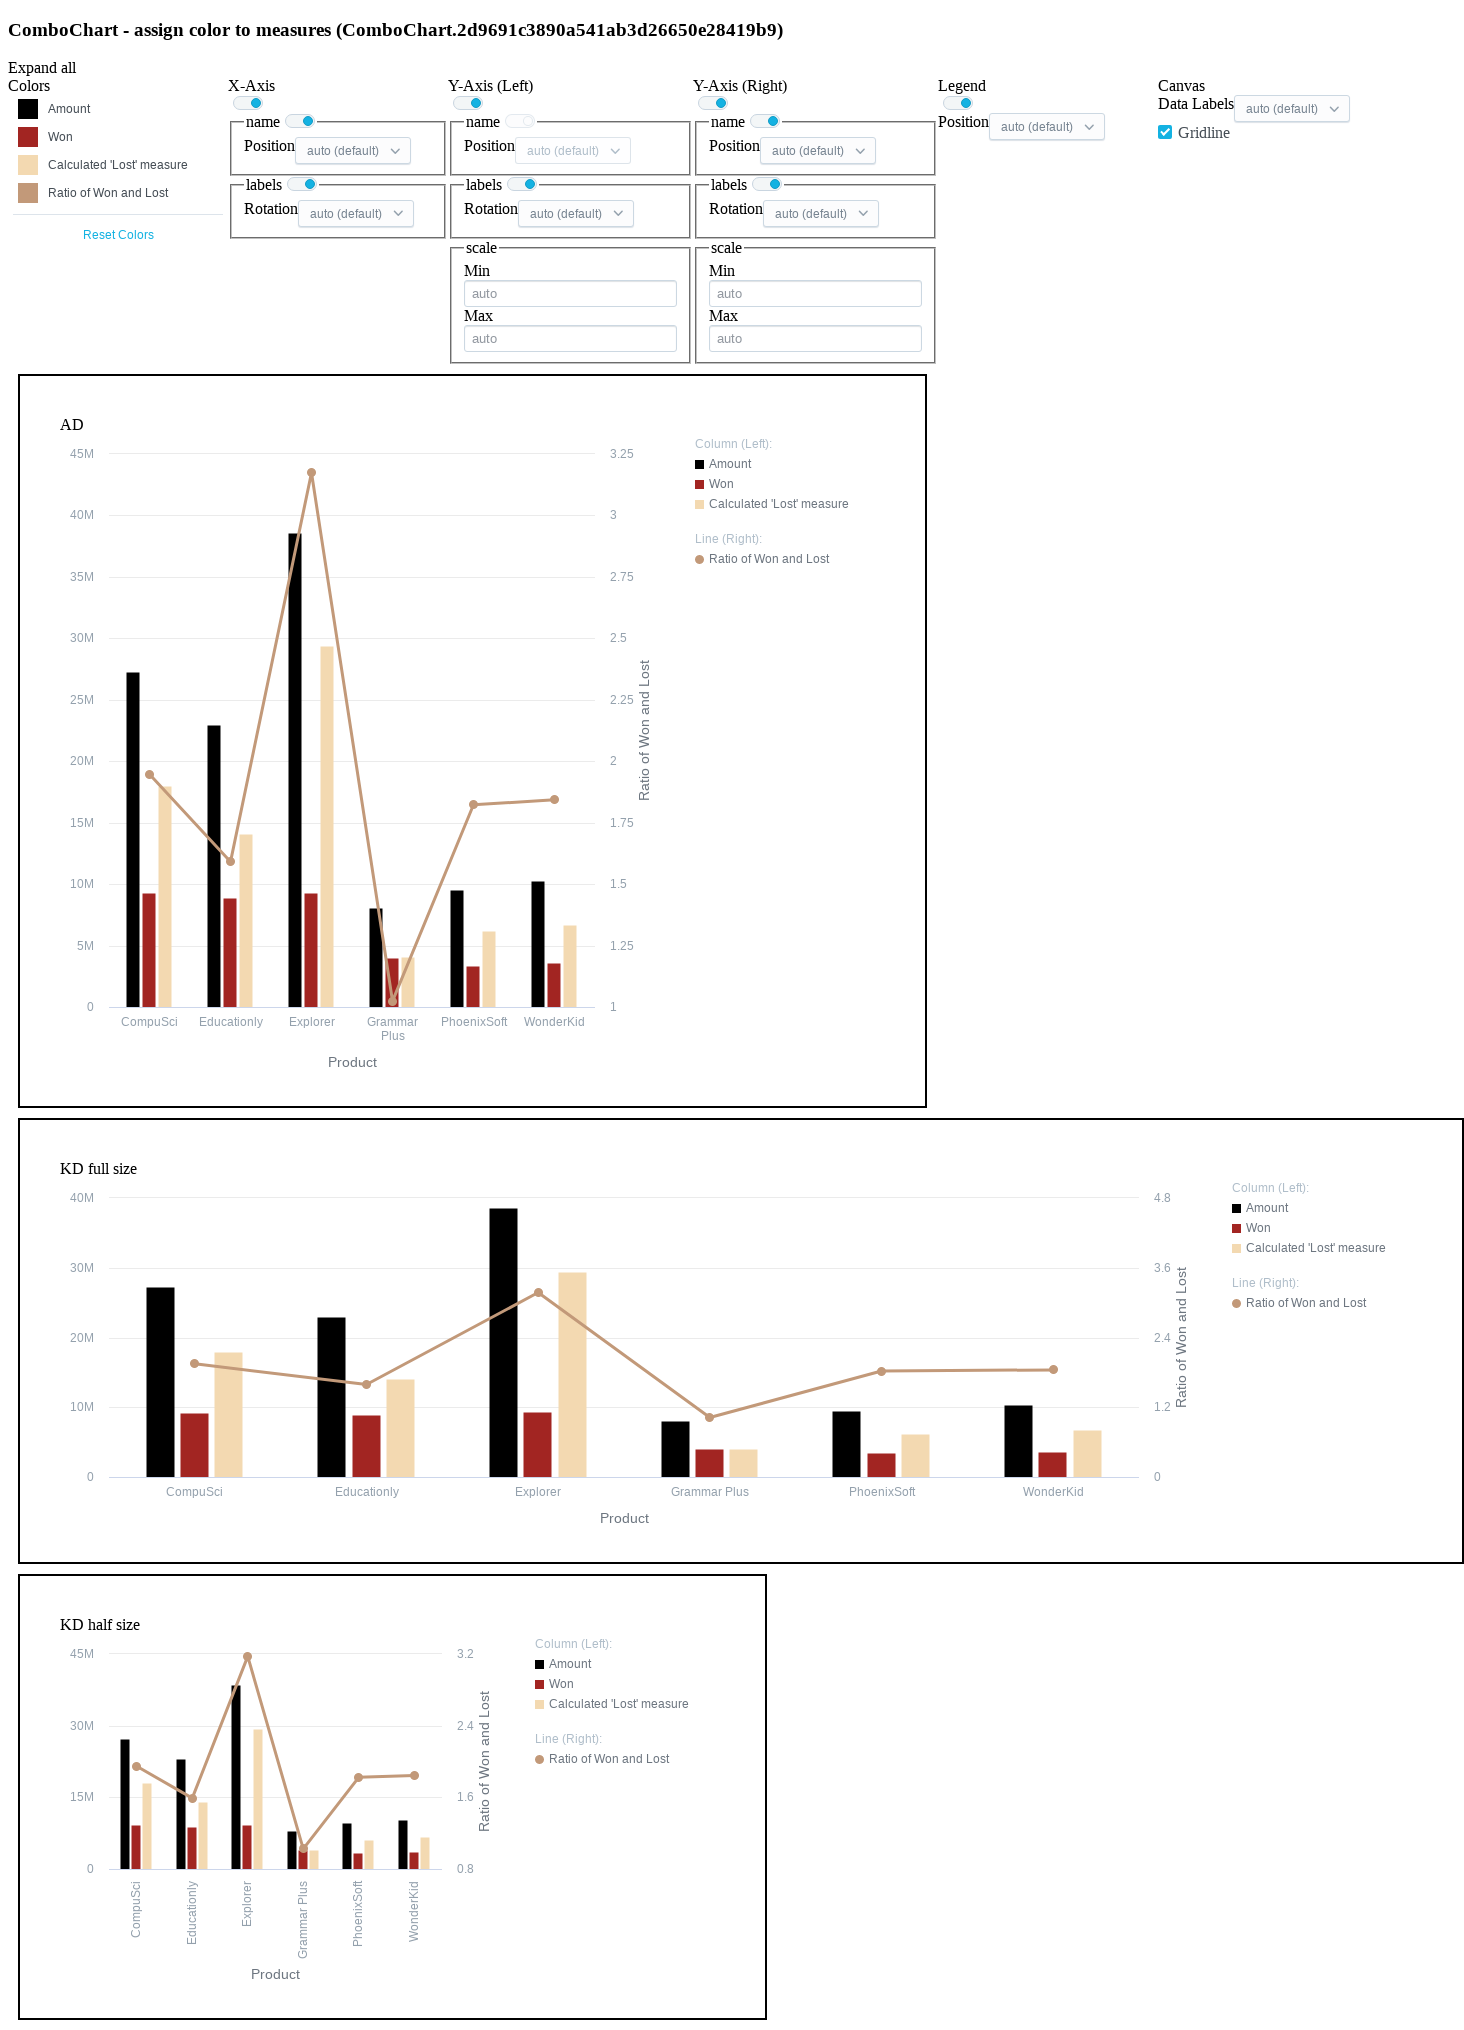 ComboChart - assign color to measures (ComboChart.2d9691c3890a541ab3d26650e28419b9)
Expand all
Colors
Amount
Won
Calculated 'Lost' measure
Ratio of Won and Lost
Reset Colors
X-Axis
name
Position auto (default)
labels
Rotation auto (default)
Y-Axis (Left)
name
Position auto (default)
labels
Rotation auto (default)
scale
Min
auto
Max
auto
Y-Axis (Right)
name
Position auto (default)
labels
Rotation auto (default)
scale
Min
auto
Max
auto
Legend
Position auto (default)
Canvas
Data Labels auto (default)
Gridline
AD
45M
40M
35M
30M
25M
20M
15M
10M
5M
0
3.25
3
2.75
2.5
2.25
2
1.75
1.5
1.25
1
Ratio of Won and Lost
CompuSci
Educationly
Explorer
Grammar
Plus
PhoenixSoft
WonderKid
Product
Column (Left):
Amount
Won
Calculated 'Lost' measure
Line (Right):
Ratio of Won and Lost
KD full size
40M
30M
20M
10M
0
4.8
3.6
2.4
1.2
0
Ratio of Won and Lost
CompuSci
Educationly
Explorer
Grammar Plus
PhoenixSoft
WonderKid
Product
Column (Left):
Amount
Won
Calculated 'Lost' measure
Line (Right):
Ratio of Won and Lost
KD half size
45M
30M
15M
0
3.2
2.4
1.6
0.8
Ratio of Won and Lost
CompuSci
Educationly
Explorer
Grammar Plus
PhoenixSoft
WonderKid
Product
Column (Left):
Amount
Won
Calculated 'Lost' measure
Line (Right):
Ratio of Won and Lost